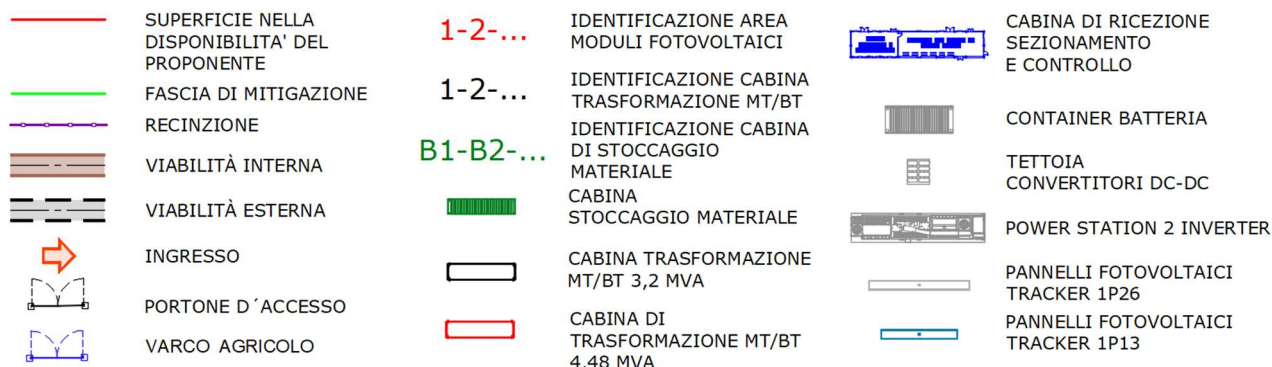 SUPERFICIE NELLA
DISPONIBILITA' DEL
PROPONENTE
FASCIA DI MITIGAZIONE
RECINZIONE
VIABILITÀ INTERNA
VIABILITÀ ESTERNA
INGRESSO
PORTONE D´ACCESSO
VARCO AGRICOLO
1-2-...
IDENTIFICAZIONE AREA
MODULI FOTOVOLTAICI
1-2-...
IDENTIFICAZIONE CABINA
TRASFORMAZIONE MT/BT
B1-B2-...
IDENTIFICAZIONE CABINA
DI STOCCAGGIO
MATERIALE
CABINA
STOCCAGGIO MATERIALE
CABINA TRASFORMAZIONE
MT/BT 3,2 MVA
CABINA DI
TRASFORMAZIONE MT/BT
4,48 MVA
CABINA DI RICEZIONE
SEZIONAMENTO
E CONTROLLO
CONTAINER BATTERIA
TETTOIA
CONVERTITORI DC-DC
POWER STATION 2 INVERTER
PANNELLI FOTOVOLTAICI
TRACKER 1P26
PANNELLI FOTOVOLTAICI
TRACKER 1P13